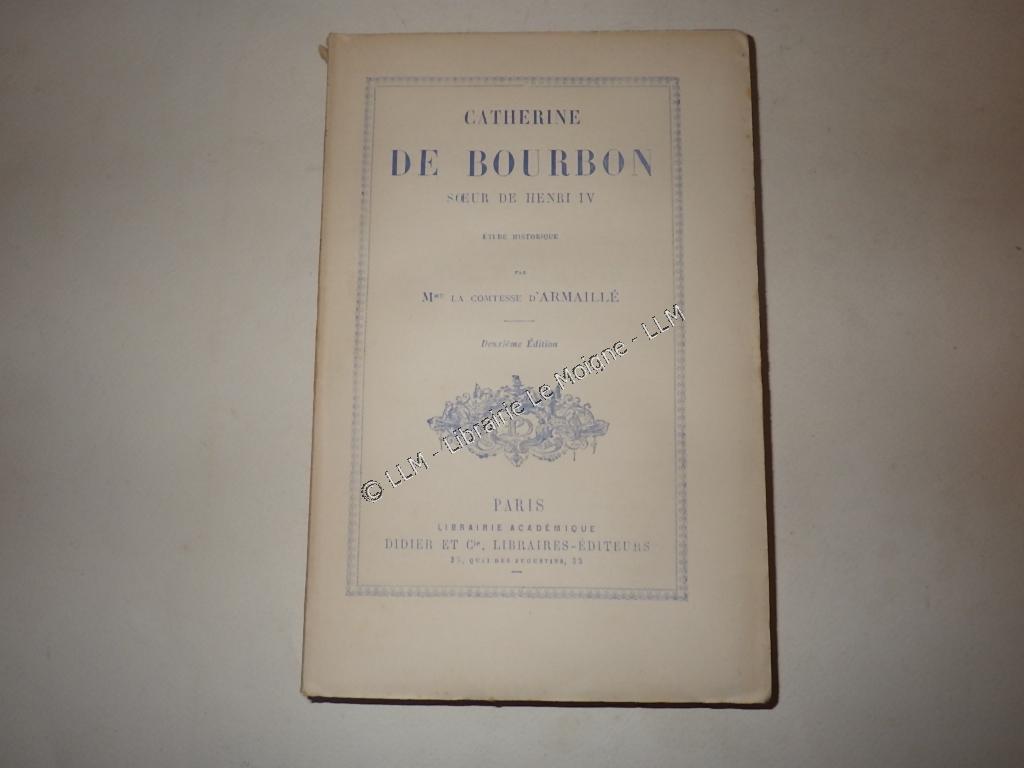 CATHERINE
DE BOURBON
SŒUR DE HENRI IV
ÉTUDE HISTORIQUE
PAR
Mme LA COMTESSE D'ARMAILLÉ
Deuxième Édition
© LLM - Librairie Le Moigne - LLM
PARIS
LIBRAIRIE ACADÉMIQUE
DIDIER ET Cie, LIBRAIRES-ÉDITEURS
35, QUAI DES AUGUSTINS, 35